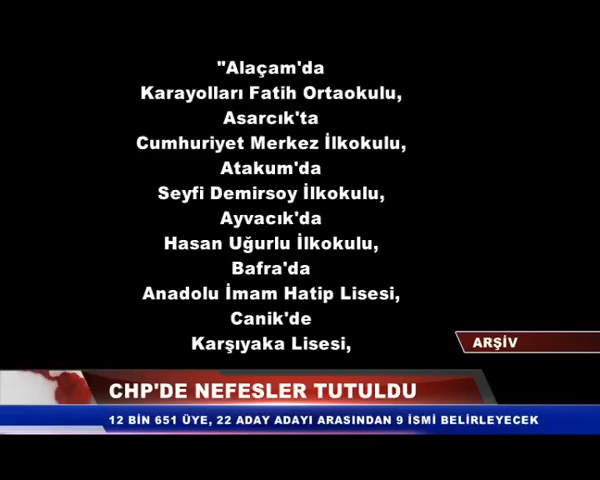 "Alaçam'da
Karayolları Fatih Ortaokulu,
Asarcık'ta
Cumhuriyet Merkez İlkokulu,
Atakum'da
Seyfi Demirsoy İlkokulu,
Ayvacık'da
Hasan Uğurlu İlkokulu,
Bafra'da
Anadolu İmam Hatip Lisesi,
Canik'de
Karşıyaka Lisesi,
ARŞİV
CHP'DE NEFESLER TUTULDU
12 BİN 651 ÜYE, 22 ADAY ADAYI ARASINDAN 9 İSMİ BELİRLEYECEK